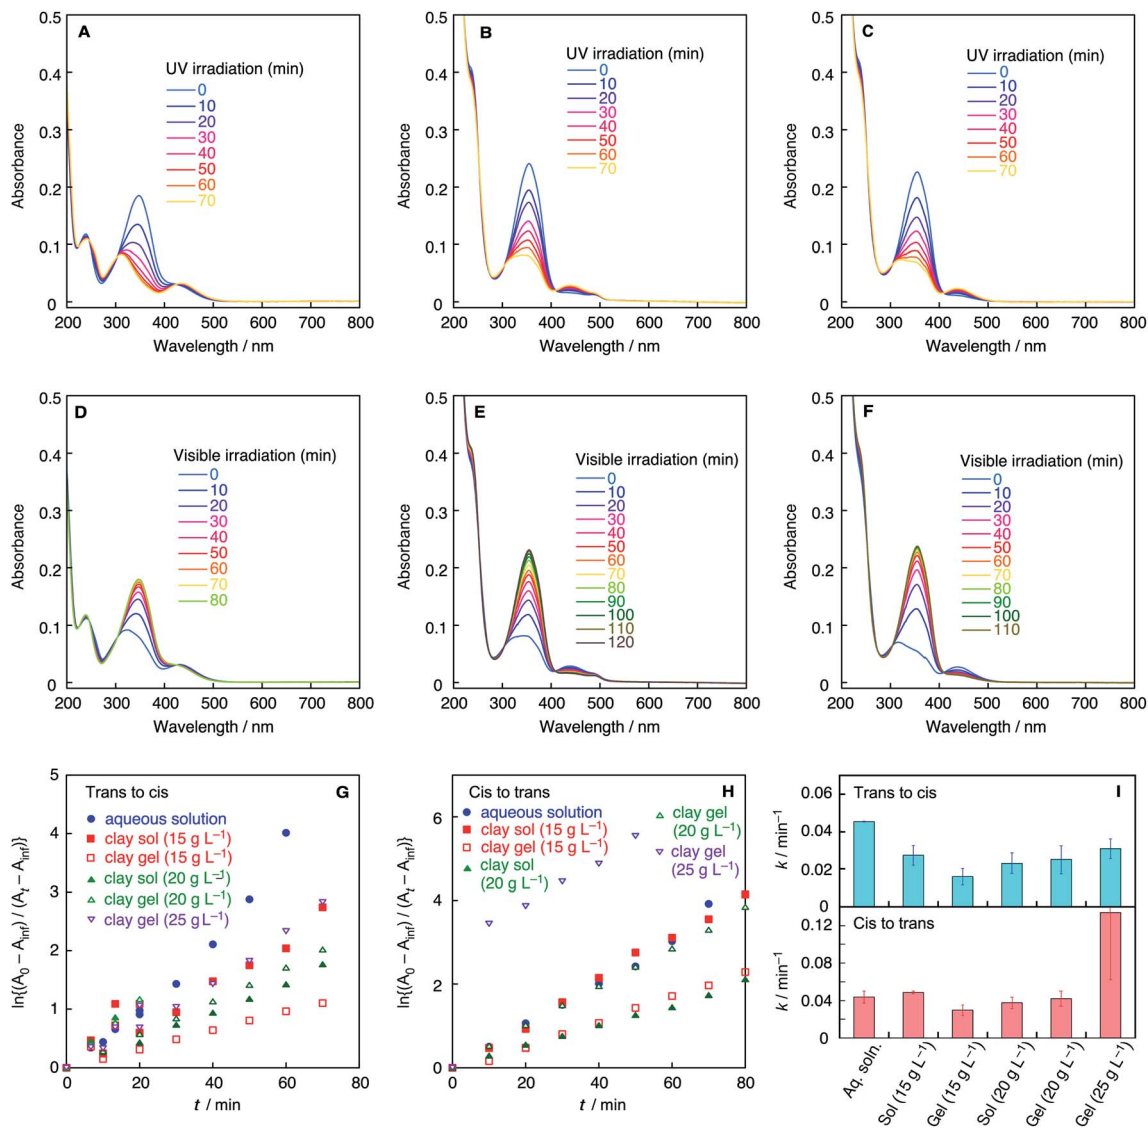 0.5
0.4
0.3
0.2
0.1
0
Absorbance
A
UV irradiation (min)
0
10
20
30
40
50
60
70
200 300 400 500 600 700 800
Wavelength / nm
0.5
0.4
0.3
0.2
0.1
0
Absorbance
B
UV irradiation (min)
0
10
20
30
40
50
60
70
200 300 400 500 600 700 800
Wavelength / nm
0.5
0.4
0.3
0.2
0.1
0
Absorbance
C
UV irradiation (min)
0
10
20
30
40
50
60
70
200 300 400 500 600 700 800
Wavelength / nm
0.5
0.4
0.3
0.2
0.1
0
Absorbance
D
Visible irradiation (min)
0
10
20
30
40
50
60
70
80
200 300 400 500 600 700 800
Wavelength / nm
0.5
0.4
0.3
0.2
0.1
0
Absorbance
E
Visible irradiation (min)
0
10
20
30
40
50
60
70
80
90
100
110
120
200 300 400 500 600 700 800
Wavelength / nm
0.5
0.4
0.3
0.2
0.1
0
Absorbance
F
Visible irradiation (min)
0
10
20
30
40
50
60
70
80
90
100
110
200 300 400 500 600 700 800
Wavelength / nm
5
4
3
2
1
0
ln{(A₀ – A_inf) / (A_t – A_inf)}
Trans to cis
G
aqueous solution
clay sol (15 g L⁻¹)
clay gel (15 g L⁻¹)
clay sol (20 g L⁻¹)
clay gel (20 g L⁻¹)
clay gel (25 g L⁻¹)
0 20 40 60 80
t / min
6
4
2
0
ln{(A₀ – A_inf) / (A_t – A_inf)}
Cis to trans
H
aqueous solution
clay sol (15 g L⁻¹)
clay gel (15 g L⁻¹)
clay sol
(20 g L⁻¹)
clay gel
(20 g L⁻¹)
clay gel
(25 g L⁻¹)
0 20 40 60 80
t / min
0.06
0.04
0.02
0
k / min⁻¹
Trans to cis
I
0.12
0.08
0.04
0
k / min⁻¹
Cis to trans
Aq. soln.
Sol (15 g L⁻¹)
Gel (15 g L⁻¹)
Sol (20 g L⁻¹)
Gel (20 g L⁻¹)
Gel (25 g L⁻¹)